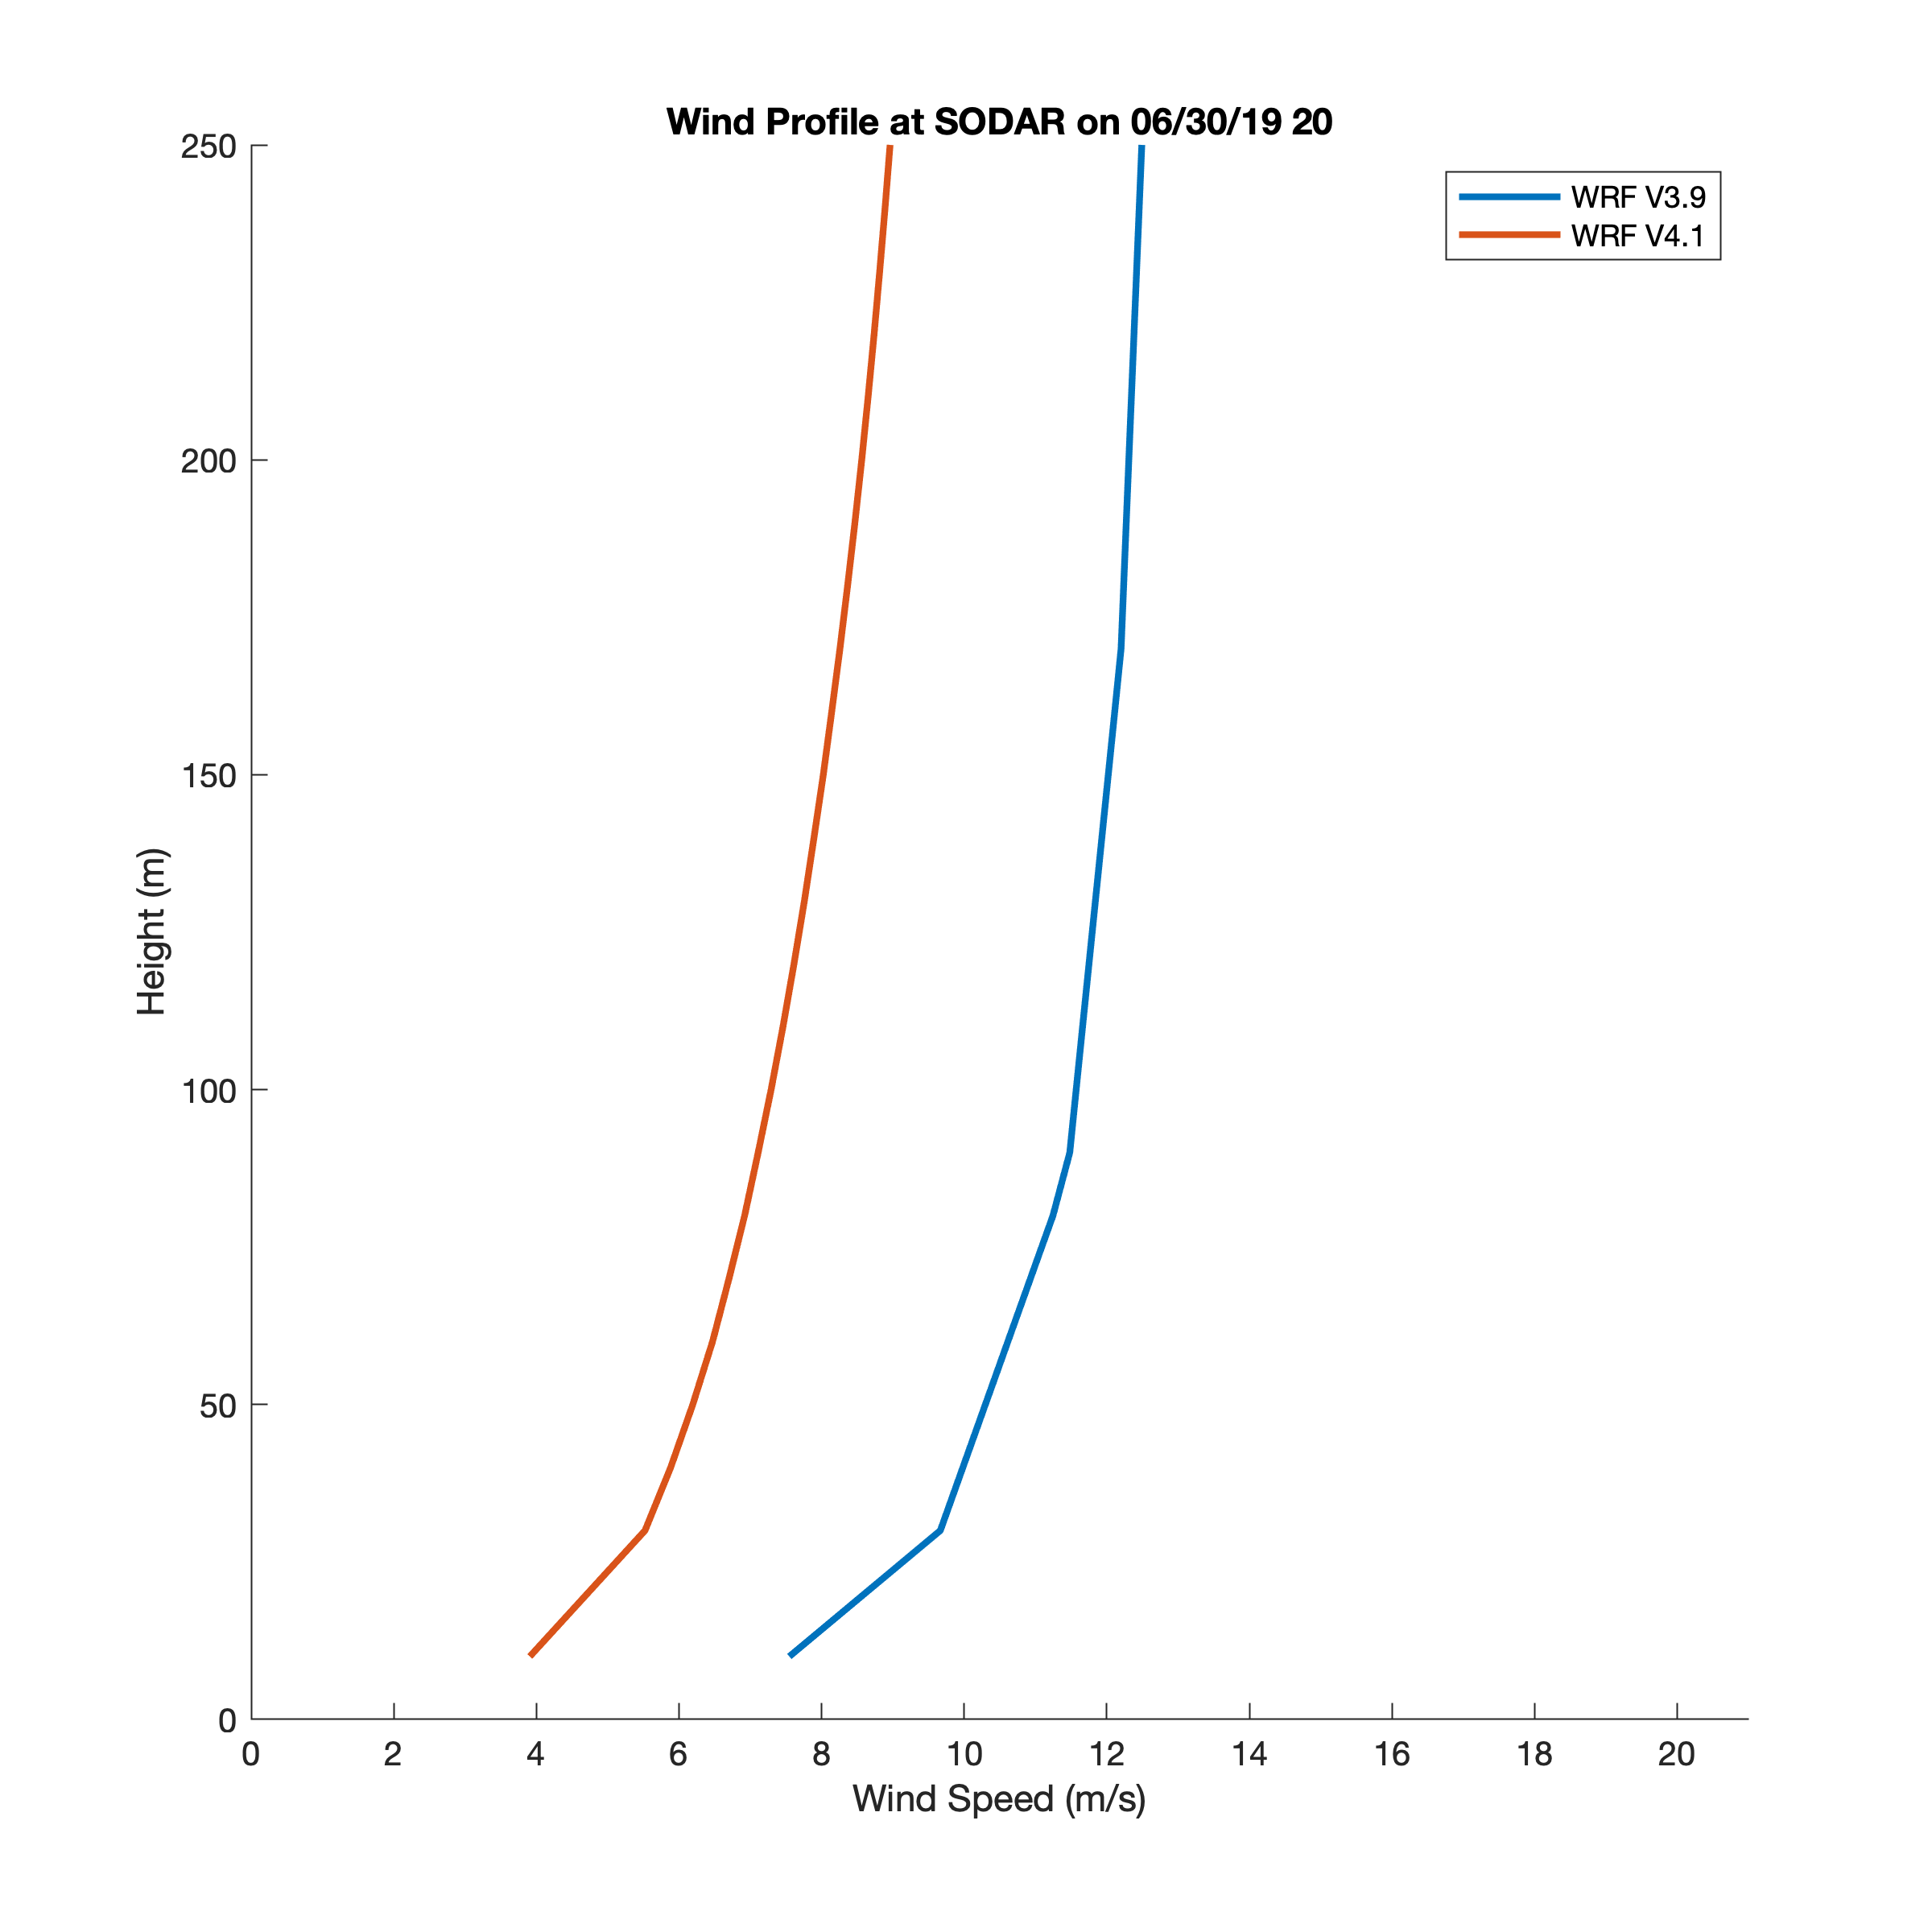 Wind Profile at SODAR on 06/30/19 20
WRF V3.9
WRF V4.1
250
200
150
100
50
0
Height (m)
0 2 4 6 8 10 12 14 16 18 20
Wind Speed (m/s)